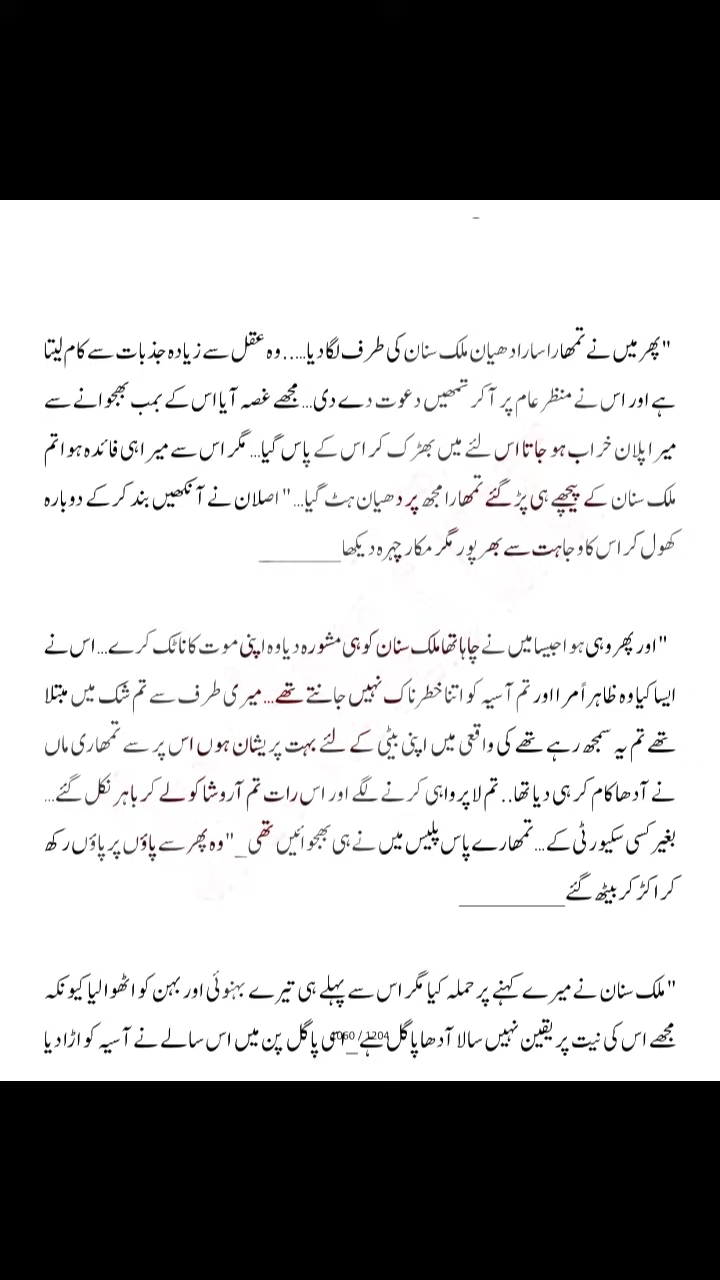 "پھر میں نے تمھارا سارا دھیان ملک سنان کی طرف لگا دیا..... وہ عقل سے زیادہ جذبات سے کام لیتا
ہے اور اس نے منظر عام پر آ کر تمھیں دعوت دے دی... مجھے غصہ آیا اس کے بمب بھجوانے سے
میرا پلان خراب ہو جاتا اس لئے میں بھڑک کر اس کے پاس گیا... مگر اس سے میرا ہی فائدہ ہوا تم
ملک سنان کے پیچھے ہی پڑ گئے تمھارا مجھ پر دھیان ہٹ گیا..." اصلان نے آنکھیں بند کر کے دوبارہ
کھول کر اس کا وجاہت سے بھرپور مگر مکار چہرہ دیکھا________
"اور پھر وہی ہوا جیسا میں نے چاہا تھا ملک سنان کو ہی مشورہ دیا وہ اپنی موت کا ناٹک کرے... اس نے
ایسا کیا وہ ظاہراً مرا اور تم آسیہ کو اتنا خطرناک نہیں جانتے تھے... میری طرف سے تم شک میں مبتلا
تھے تم یہ سمجھ رہے تھے کی واقعی میں اپنی بیٹی کے لئے بہت پریشان ہوں اس پر سے تمھاری ماں
نے آدھا کام کر ہی دیا تھا.. تم لاپرواہی کرنے لگے اور اس رات تم آروشا کو لے کر باہر نکل گئے...
بغیر کسی سکیورٹی کے... تمھارے پاس پلیس میں نے ہی بھجوائیں تھی_" وہ پھر سے پاؤں پر پاؤں رکھ
کر اکڑ کر بیٹھ گئے__________
"ملک سنان نے میرے کہنے پر حملہ کیا مگر اس سے پہلے ہی تیرے بہنوئی اور بہن کو اٹھوا لیا کیونکہ
مجھے اس کی نیت پر یقین نہیں سالا آدھا پاگل ہے_ اسی پاگل پن میں اس سالے نے آسیہ کو اڑا دیا
1060 / 1204